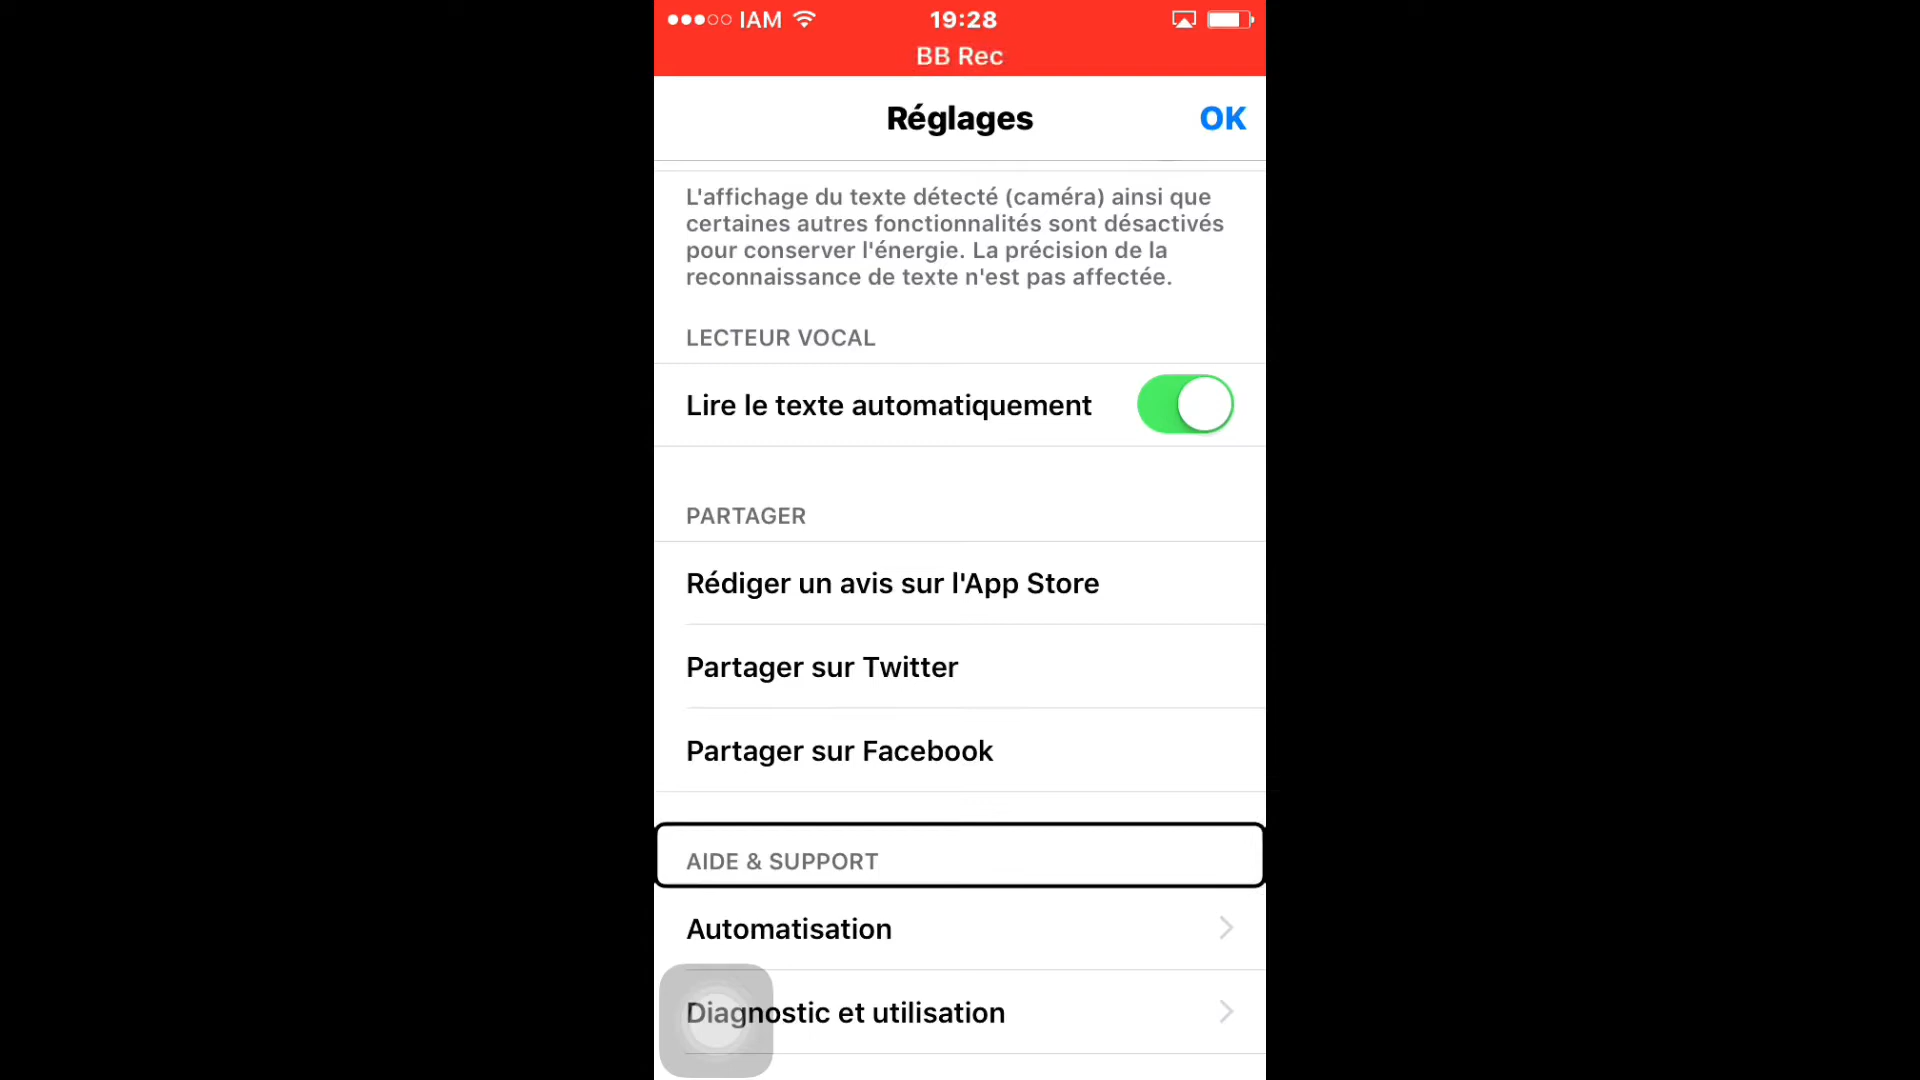 IAM 19:28
BB Rec
Réglages OK
L'affichage du texte détecté (caméra) ainsi que
certaines autres fonctionnalités sont désactivés
pour conserver l'énergie. La précision de la
reconnaissance de texte n'est pas affectée.
LECTEUR VOCAL
Lire le texte automatiquement
PARTAGER
Rédiger un avis sur l'App Store
Partager sur Twitter
Partager sur Facebook
AIDE & SUPPORT
Automatisation
Diagnostic et utilisation